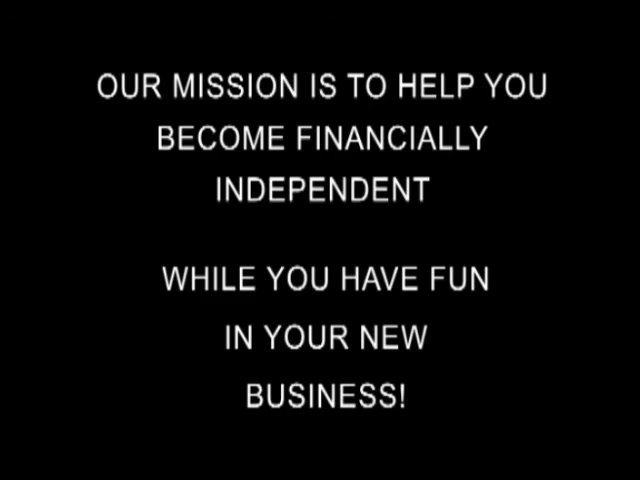 OUR MISSION IS TO HELP YOU
BECOME FINANCIALLY
INDEPENDENT
WHILE YOU HAVE FUN
IN YOUR NEW
BUSINESS!